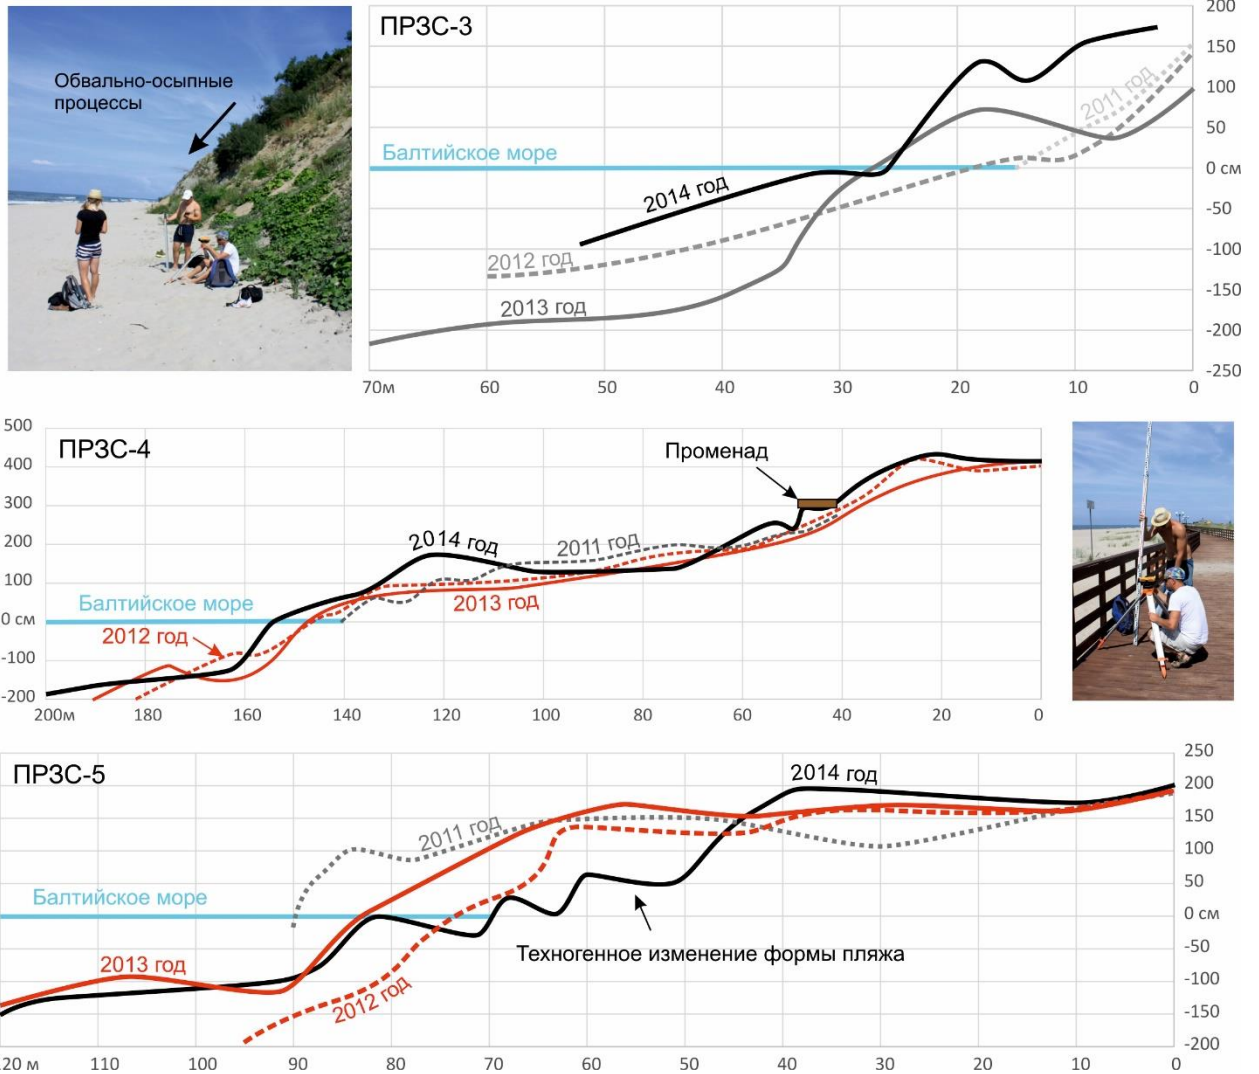 Обвально-осыпные
процессы
ПРЗС-3
Балтийское море
2011 год
2014 год
2012 год
2013 год
200
150
100
50
0 см
-50
-100
-150
-200
-250
70м 60 50 40 30 20 10 0
ПРЗС-4
Променад
2014 год
2011 год
Балтийское море
2013 год
2012 год
500
400
300
200
100
0 см
-100
-200
200м 180 160 140 120 100 80 60 40 20 0
ПРЗС-5
2014 год
2011 год
Балтийское море
Техногенное изменение формы пляжа
2013 год
2012 год
250
200
150
100
50
0 см
-50
-100
-150
-200
20 м 110 100 90 80 70 60 50 40 30 20 10 0